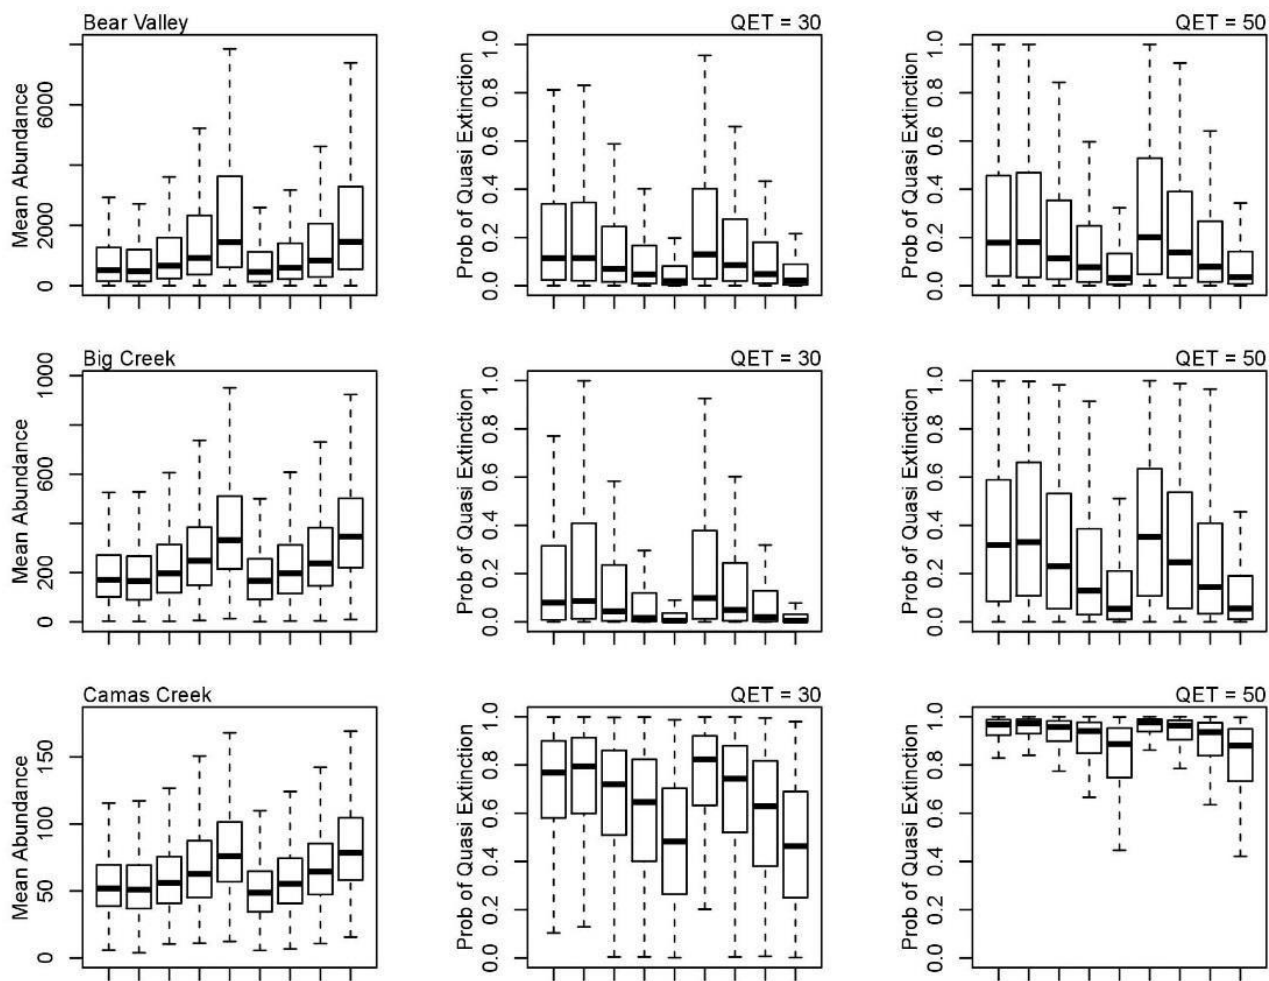 Bear Valley
QET = 30
QET = 50
Mean Abundance
0
2000
6000
Prob of Quasi Extinction
0.0
0.2
0.4
0.6
0.8
1.0
Prob of Quasi Extinction
0.0
0.2
0.4
0.6
0.8
1.0
Big Creek
QET = 30
QET = 50
Mean Abundance
0
200
600
1000
Prob of Quasi Extinction
0.0
0.2
0.4
0.6
0.8
1.0
Prob of Quasi Extinction
0.0
0.2
0.4
0.6
0.8
1.0
Camas Creek
QET = 30
QET = 50
Mean Abundance
0
50
100
150
Prob of Quasi Extinction
0.0
0.2
0.4
0.6
0.8
1.0
Prob of Quasi Extinction
0.0
0.2
0.4
0.6
0.8
1.0